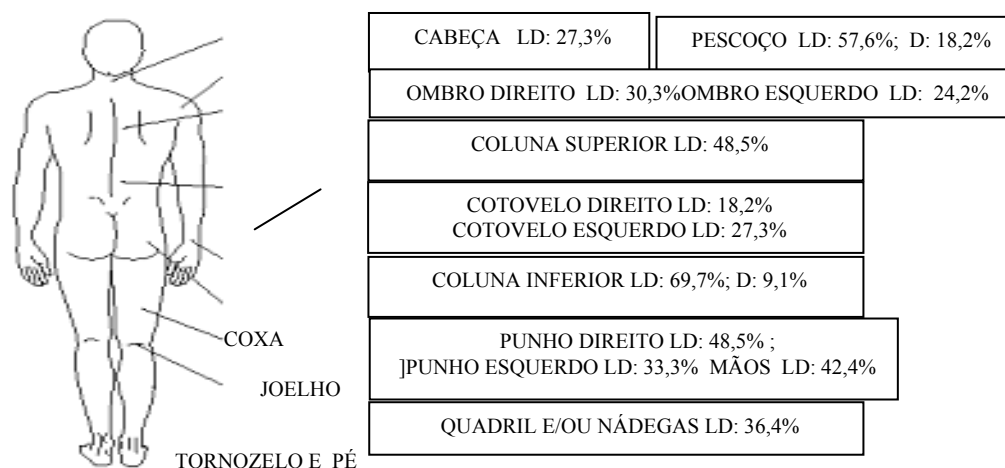 CABEÇA LD: 27,3%
PESCOÇO LD: 57,6%; D: 18,2%
OMBRO DIREITO LD: 30,3%OMBRO ESQUERDO LD: 24,2%
COLUNA SUPERIOR LD: 48,5%
COTOVELO DIREITO LD: 18,2%
COTOVELO ESQUERDO LD: 27,3%
COLUNA INFERIOR LD: 69,7%; D: 9,1%
PUNHO DIREITO LD: 48,5% ;
]PUNHO ESQUERDO LD: 33,3% MÃOS LD: 42,4%
QUADRIL E/OU NÁDEGAS LD: 36,4%
COXA
JOELHO
TORNOZELO E PÉ